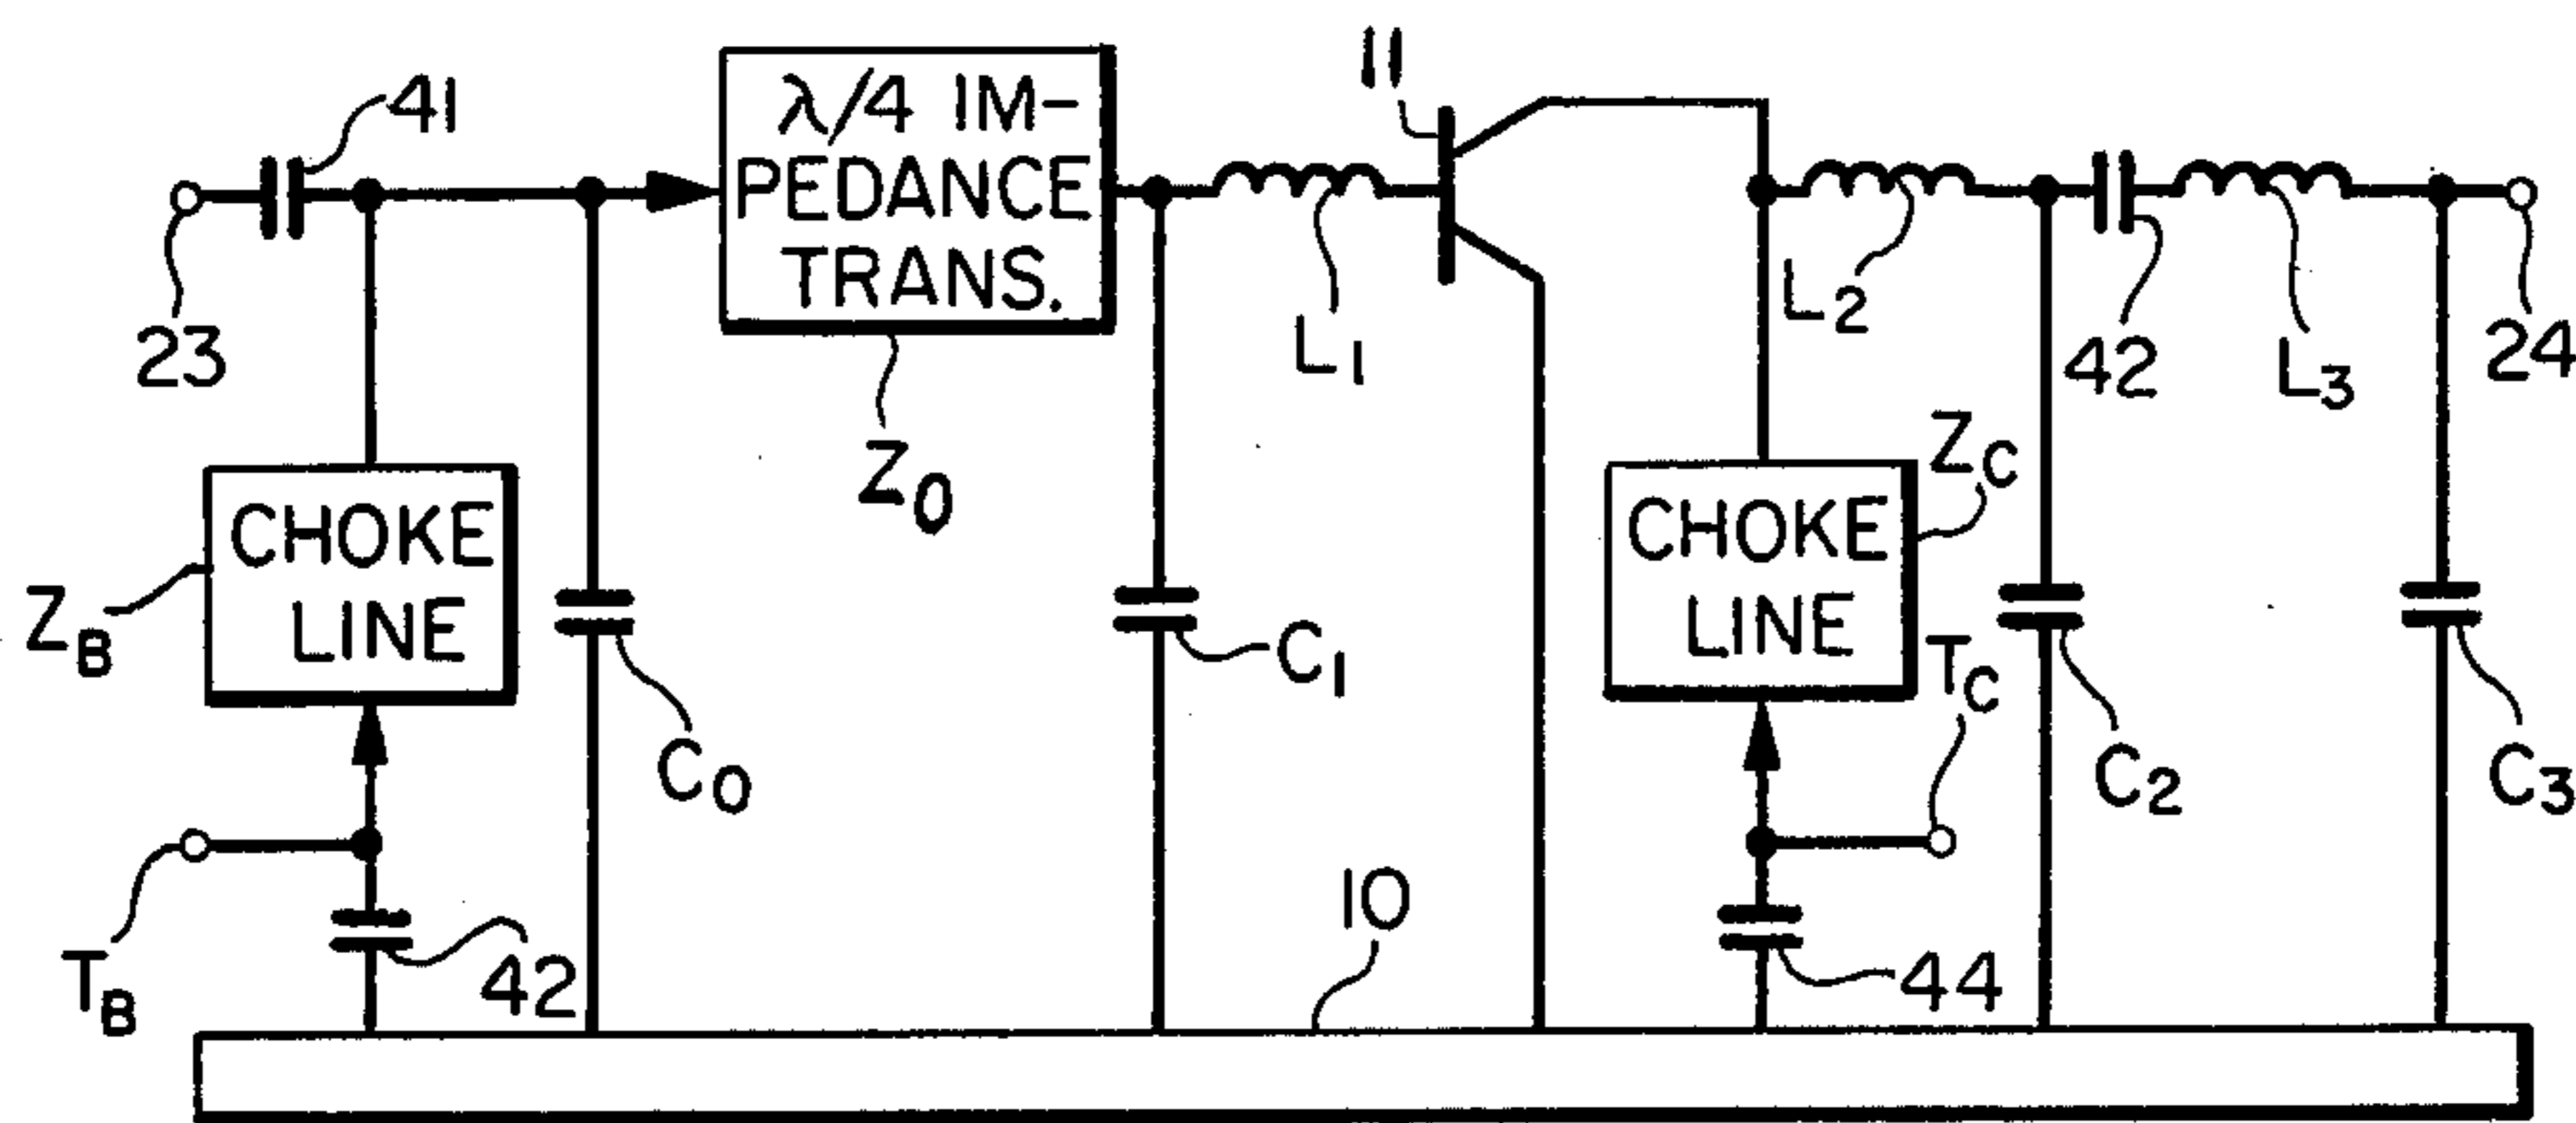 41
λ/4 IM-
PEDANCE
TRANS.
11
23
Z0
L1
L2
42
L3
24
CHOKE
LINE
ZB
C0
C1
CHOKE
LINE
ZC
TC
C2
C3
TB
42
10
44